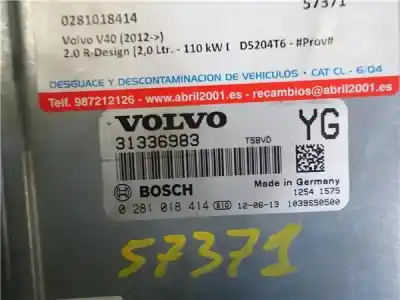 57371
0281018414
Volvo V40 (2012->)
2.0 R-Design [2,0 Ltr. - 110 kW [ D5204T6 - #Prov#
DESGUACE Y DESCONTAMINACION DE VEHICULOS • CAT CL - 6/04
Telf. 987212126 - www.abril2001.es - recambios@abril2001.es
VOLVO YG
31336983 TSBVD
BOSCH Made in Germany
1254 1575
0 281 018 414 810 12-06-13 1039S50500
57371